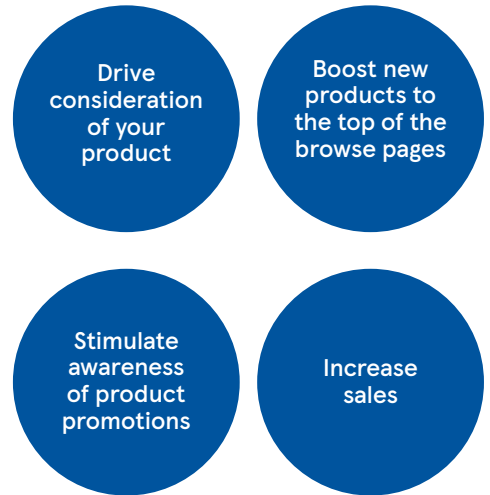 Drive
consideration
of your
product
Boost new
products to
the top of the
browse pages
Stimulate
awareness
of product
promotions
Increase
sales